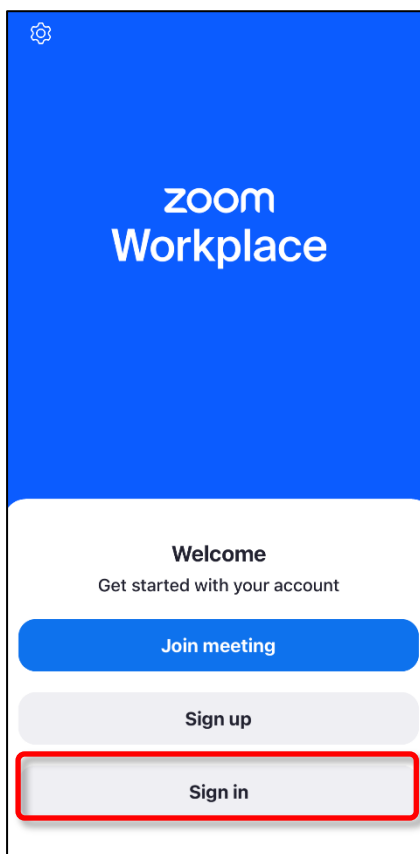 zoom
Workplace
Welcome
Get started with your account
Join meeting
Sign up
Sign in